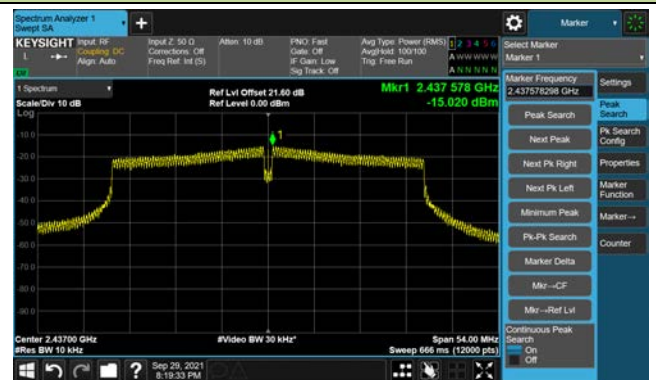 Spectrum Analyzer 1
Swept SA
Marker
KEYSIGHT
L
Input: RF
Coupling: DC
Align: Auto
Input Z: 50 Ω
Corrections: Off
Freq Ref: Int (S)
Atten: 10 dB
PNO: Fast
Gate: Off
IF Gain: Low
Sig Track: Off
Avg Type: Power (RMS)
Avg|Hold: 100/100
Trig: Free Run
1 2 3 4 5 6
A W W W W W
A N N N N N
Select Marker
Marker 1
1 Spectrum
Scale/Div 10 dB
Log
Ref Lvl Offset 21.60 dB
Ref Level 0.00 dBm
Mkr1 2.437 578 GHz
-15.020 dBm
1
-10.0
-20.0
-30.0
-40.0
-50.0
-60.0
-70.0
-80.0
-90.0
Center 2.43700 GHz
#Res BW 10 kHz
#Video BW 30 kHz*
Span 54.00 MHz
Sweep 666 ms (12000 pts)
Marker Frequency
2.437578298 GHz
Peak Search
Next Peak
Next Pk Right
Next Pk Left
Minimum Peak
Pk-Pk Search
Marker Delta
Mkr→CF
Mkr→Ref Lvl
Continuous Peak
Search
On
Off
Settings
Peak
Search
Pk Search
Config
Properties
Marker
Function
Marker→
Counter
?
Sep 29, 2021
8:19:33 PM